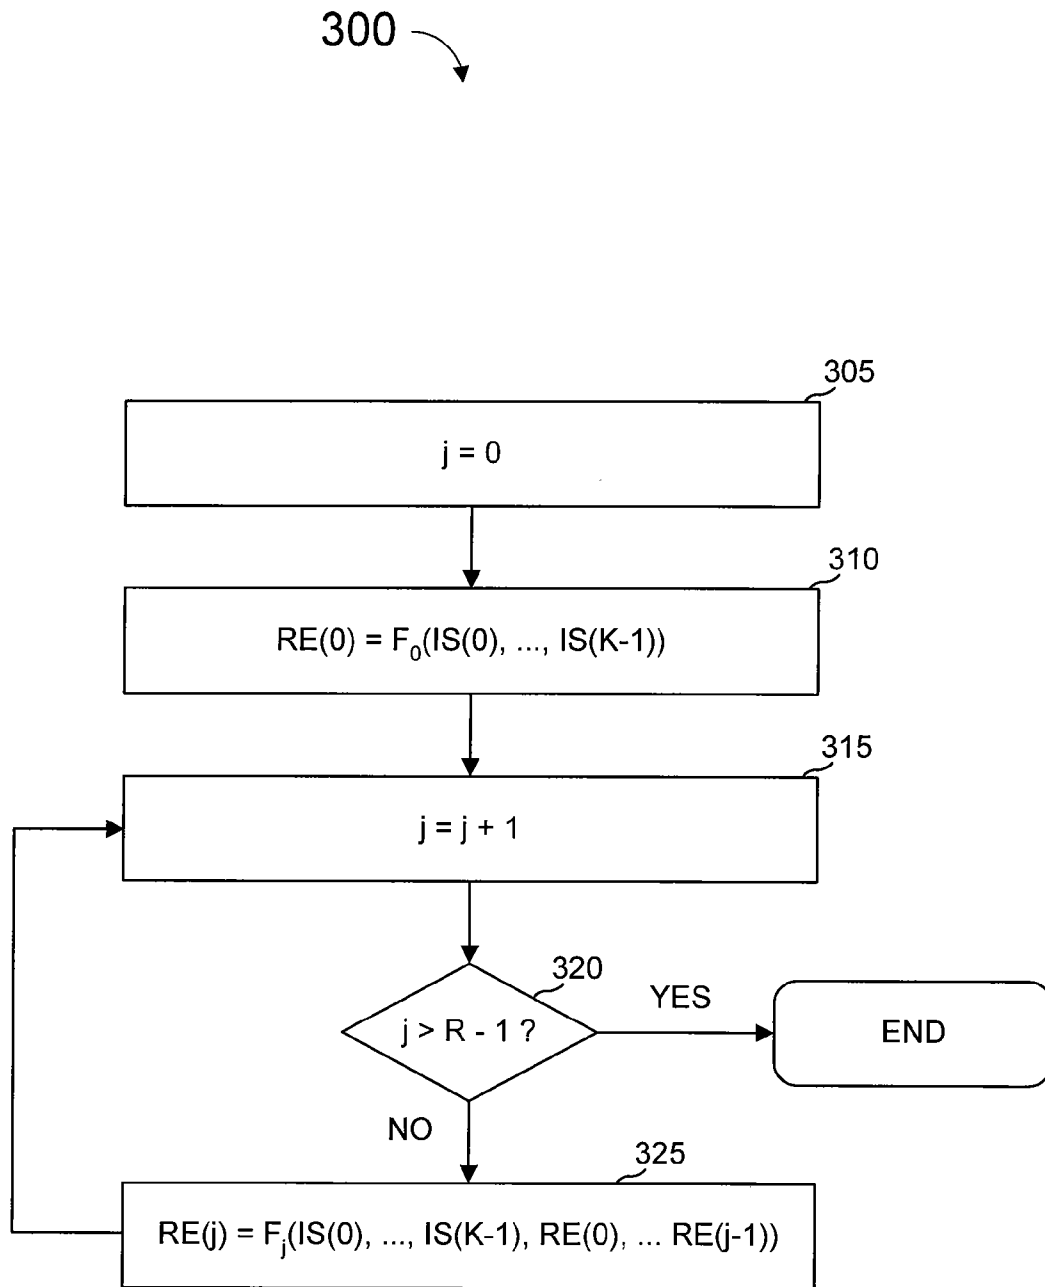 300
305
j = 0
310
RE(0) = F₀(IS(0), ..., IS(K-1))
315
j = j + 1
320
j > R - 1 ?
YES
END
NO
325
RE(j) = Fⱼ(IS(0), ..., IS(K-1), RE(0), ... RE(j-1))